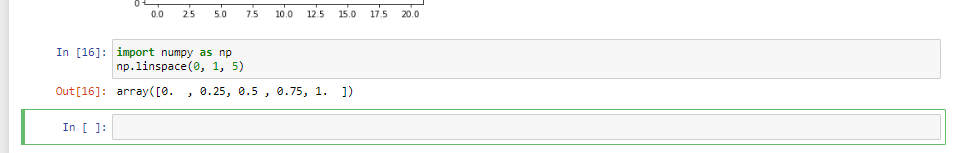 0
0.0 2.5 5.0 7.5 10.0 12.5 15.0 17.5 20.0
In [16]: import numpy as np
np.linspace(0, 1, 5)
Out[16]: array([0.  , 0.25, 0.5 , 0.75, 1.  ])
In [ ]: